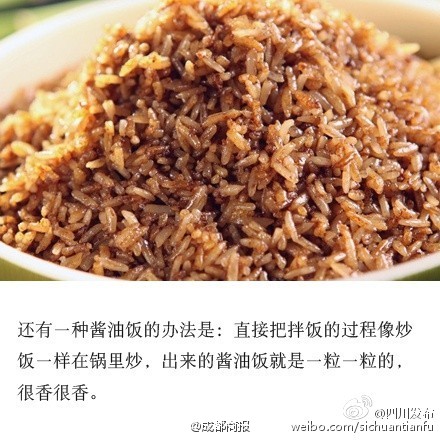 还有一种酱油饭的办法是：直接把拌饭的过程像炒
饭一样在锅里炒，出来的酱油饭就是一粒一粒的，
很香很香。
@成都商报
@四川发布
weibo.com/sichuantianfu